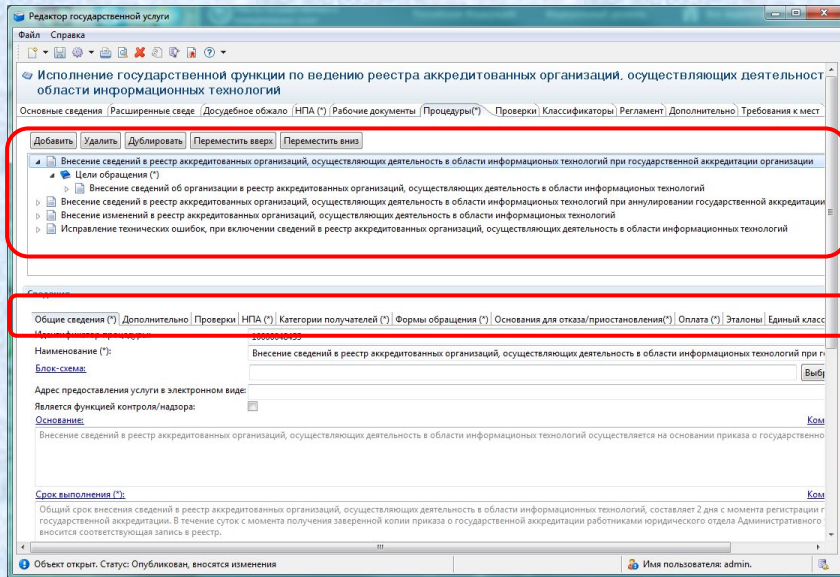 Редактор государственной услуги
Файл Справка
Исполнение государственной функции по ведению реестра аккредитованных организаций, осуществляющих деятельност
области информационных технологий
Основные сведения Расширенные сведе Досудебное обжало НПА (*) Рабочие документы Процедуры(*) Проверки Классификаторы Регламент Дополнительно Требования к мест
Добавить Удалить Дублировать Переместить вверх Переместить вниз
Внесение сведений в реестр аккредитованных организаций, осуществляющих деятельность в области информационых технологий при государственной аккредитации организации
Цели обращения (*)
Внесение сведений об организации в реестр аккредитованных организаций, осуществляющих деятельность в области информационых технологий
Внесение сведений в реестр аккредитованных организаций, осуществляющих деятельность в области информационых технологий при аннулировании государственной аккредитации
Внесение изменений в реестр аккредитованных организаций, осуществляющих деятельность в области информационых технологий
Исправление технических ошибок, при включении сведений в реестр аккредитованных организаций, осуществляющих деятельность в области информационных технологий
Общие сведения (*) Дополнительно Проверки НПА (*) Категории получателей (*) Формы обращения (*) Основания для отказа/приостановления(*) Оплата (*) Эталоны Единый класс
Наименование (*): Внесение сведений в реестр аккредитованных организаций, осуществляющих деятельность в области информационых технологий при г
Блок-схема: Выбр
Адрес предоставления услуги в электронном виде:
Является функцией контроля/надзора:
Основание: Ком
Внесение сведений в реестр аккредитованных организаций, осуществляющих деятельность в области информационых технологий осуществляется на основании приказа о государственно
Срок выполнения (*): Ком
Общий срок внесения сведений в реестр аккредитованных организаций, осуществляющих деятельность в области информационных технологий, составляет 2 дня с момента регистрации
государственной аккредитации. В течение суток с момента получения заверенной копии приказа о государственной аккредитации работниками юридического отдела Административного
вносится соответствующая запись в реестр.
Объект открыт. Статус: Опубликован, вносятся изменения Имя пользователя: admin.